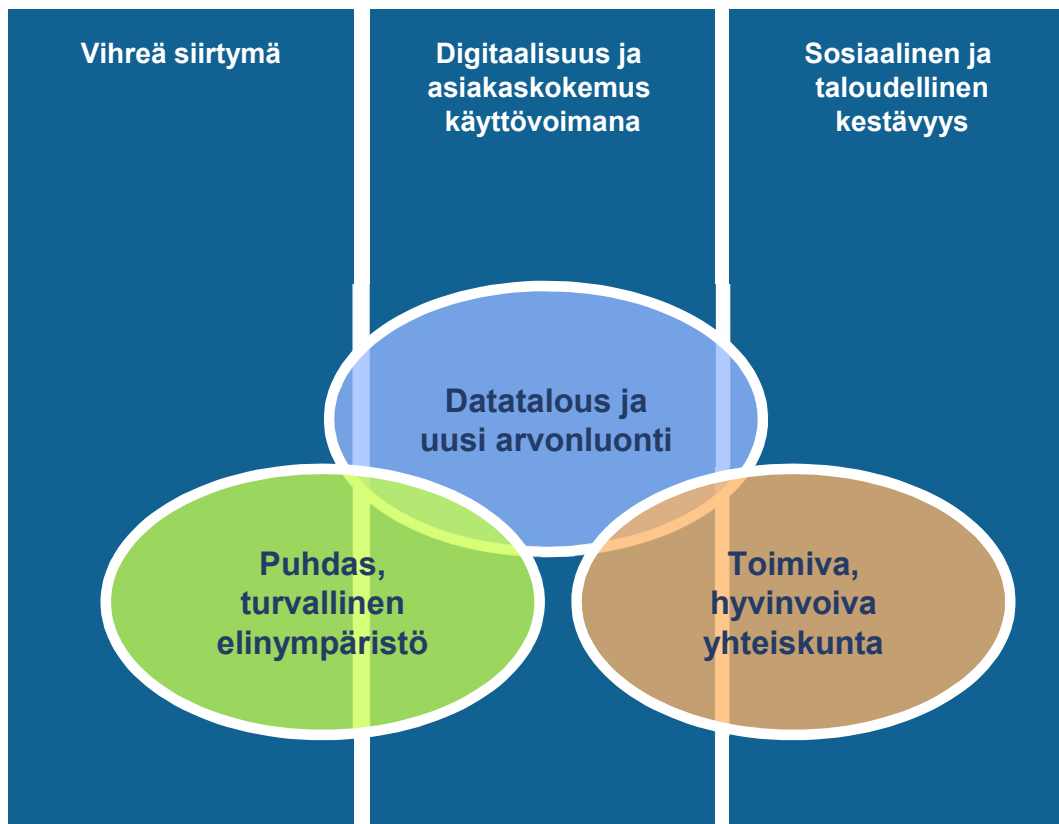 Vihreä siirtymä
Digitaalisuus ja
asiakaskokemus
käyttövoimana
Sosiaalinen ja
taloudellinen
kestävyys
Datatalous ja
uusi arvonluonti
Puhdas,
turvallinen
elinympäristö
Toimiva,
hyvinvoiva
yhteiskunta